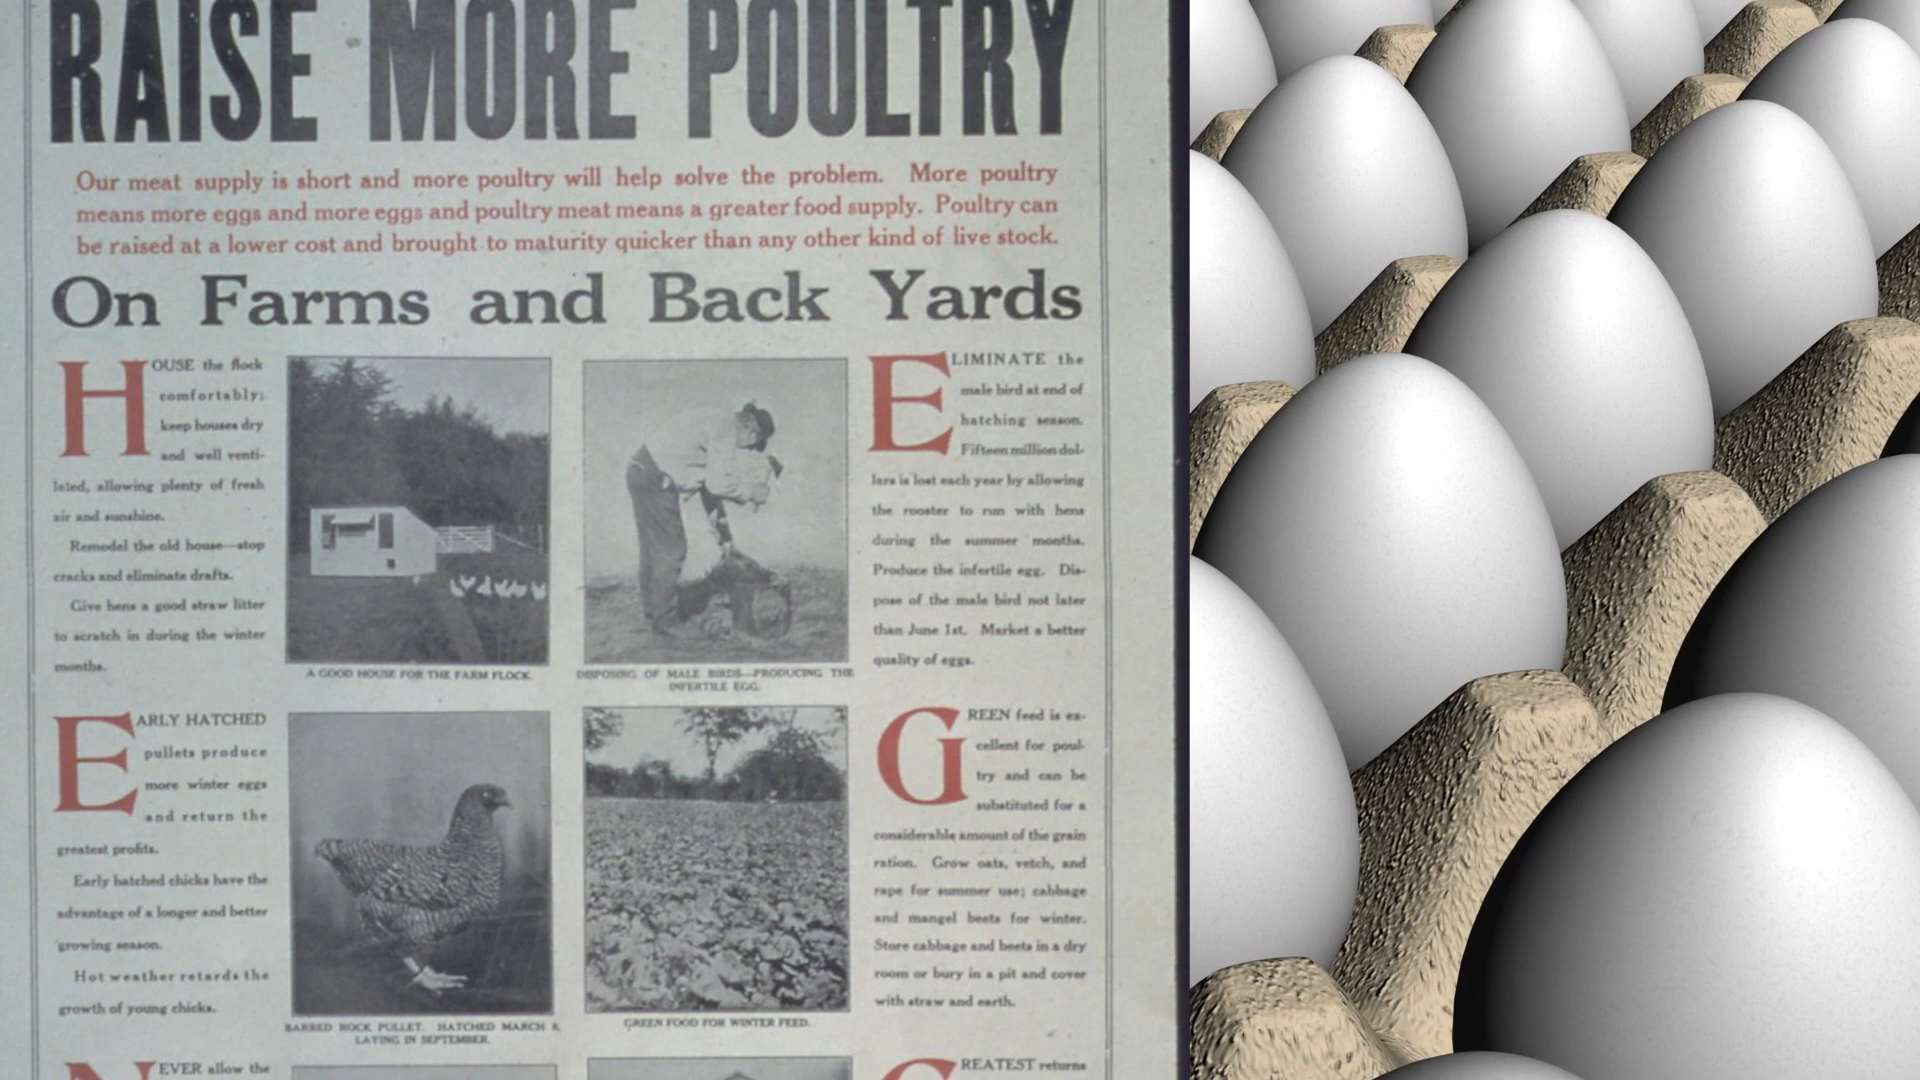 RAISE MORE POULTRY
Our meat supply is short and more poultry will help solve the problem. More poultry
means more eggs and more eggs and poultry meat means a greater food supply. Poultry can
be raised at a lower cost and brought to maturity quicker than any other kind of live stock.
On Farms and Back Yards
HOUSE the flock
comfortably;
keep houses dry
and well venti-
lated, allowing plenty of fresh
air and sunshine.
Remodel the old house—stop
cracks and eliminate drafts.
Give hens a good straw litter
to scratch in during the winter
months.
A GOOD HOUSE FOR THE FARM FLOCK.
DISPOSING OF MALE BIRDS—PRODUCING THE
INFERTILE EGG.
ELIMINATE the
male bird at end of
hatching season.
Fifteen million dol-
lars is lost each year by allowing
the rooster to run with hens
during the summer months.
Produce the infertile egg. Dis-
pose of the male bird not later
than June 1st. Market a better
quality of eggs.
EARLY HATCHED
pullets produce
more winter eggs
and return the
greatest profits.
Early hatched chicks have the
advantage of a longer and better
growing season.
Hot weather retards the
growth of young chicks.
BARRED ROCK PULLET. HATCHED MARCH 8,
LAYING IN SEPTEMBER.
GREEN FOOD FOR WINTER FEED.
GREEN feed is ex-
cellent for poul-
try and can be
substituted for a
considerable amount of the grain
ration. Grow oats, vetch, and
rape for summer use; cabbage
and mangel beets for winter.
Store cabbage and beets in a dry
room or bury in a pit and cover
with straw and earth.
NEVER allow the
GREATEST returns